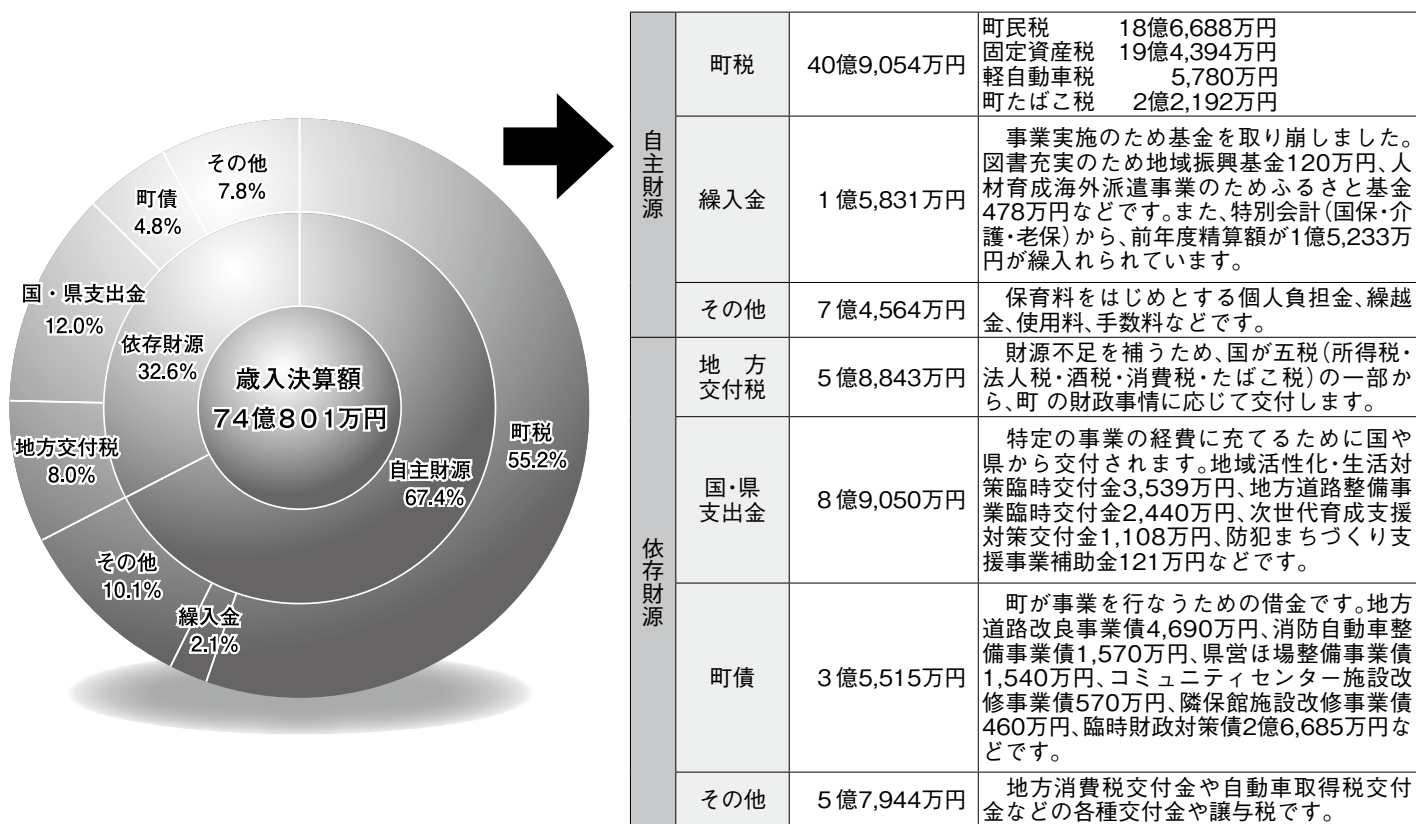 その他
7.8%
町債
4.8%
国・県支出金
12.0%
依存財源
32.6%
地方交付税
8.0%
その他
10.1%
繰入金
2.1%
歳入決算額
74億801万円
自主財源
67.4%
町税
55.2%
自主財源
町税
40億9,054万円
町民税 18億6,688万円
固定資産税 19億4,394万円
軽自動車税 5,780万円
町たばこ税 2億2,192万円
繰入金
1億5,831万円
事業実施のため基金を取り崩しました。
図書充実のため地域振興基金120万円、人
材育成海外派遣事業のためふるさと基金
478万円などです。また、特別会計(国保・介
護・老保)から、前年度精算額が1億5,233万
円が繰入れられています。
その他
7億4,564万円
保育料をはじめとする個人負担金、繰越
金、使用料、手数料などです。
依存財源
地方
交付税
5億8,843万円
財源不足を補うため、国が五税(所得税・
法人税・酒税・消費税・たばこ税)の一部か
ら、町 の財政事情に応じて交付します。
国・県
支出金
8億9,050万円
特定の事業の経費に充てるために国や
県から交付されます。地域活性化・生活対
策臨時交付金3,539万円、地方道路整備事
業臨時交付金2,440万円、次世代育成支援
対策交付金1,108万円、防犯まちづくり支
援事業補助金121万円などです。
町債
3億5,515万円
町が事業を行なうための借金です。地方
道路改良事業債4,690万円、消防自動車整
備事業債1,570万円、県営ほ場整備事業債
1,540万円、コミュニティセンター施設改
修事業債570万円、隣保館施設改修事業債
460万円、臨時財政対策債2億6,685万円な
どです。
その他
5億7,944万円
地方消費税交付金や自動車取得税交付
金などの各種交付金や譲与税です。